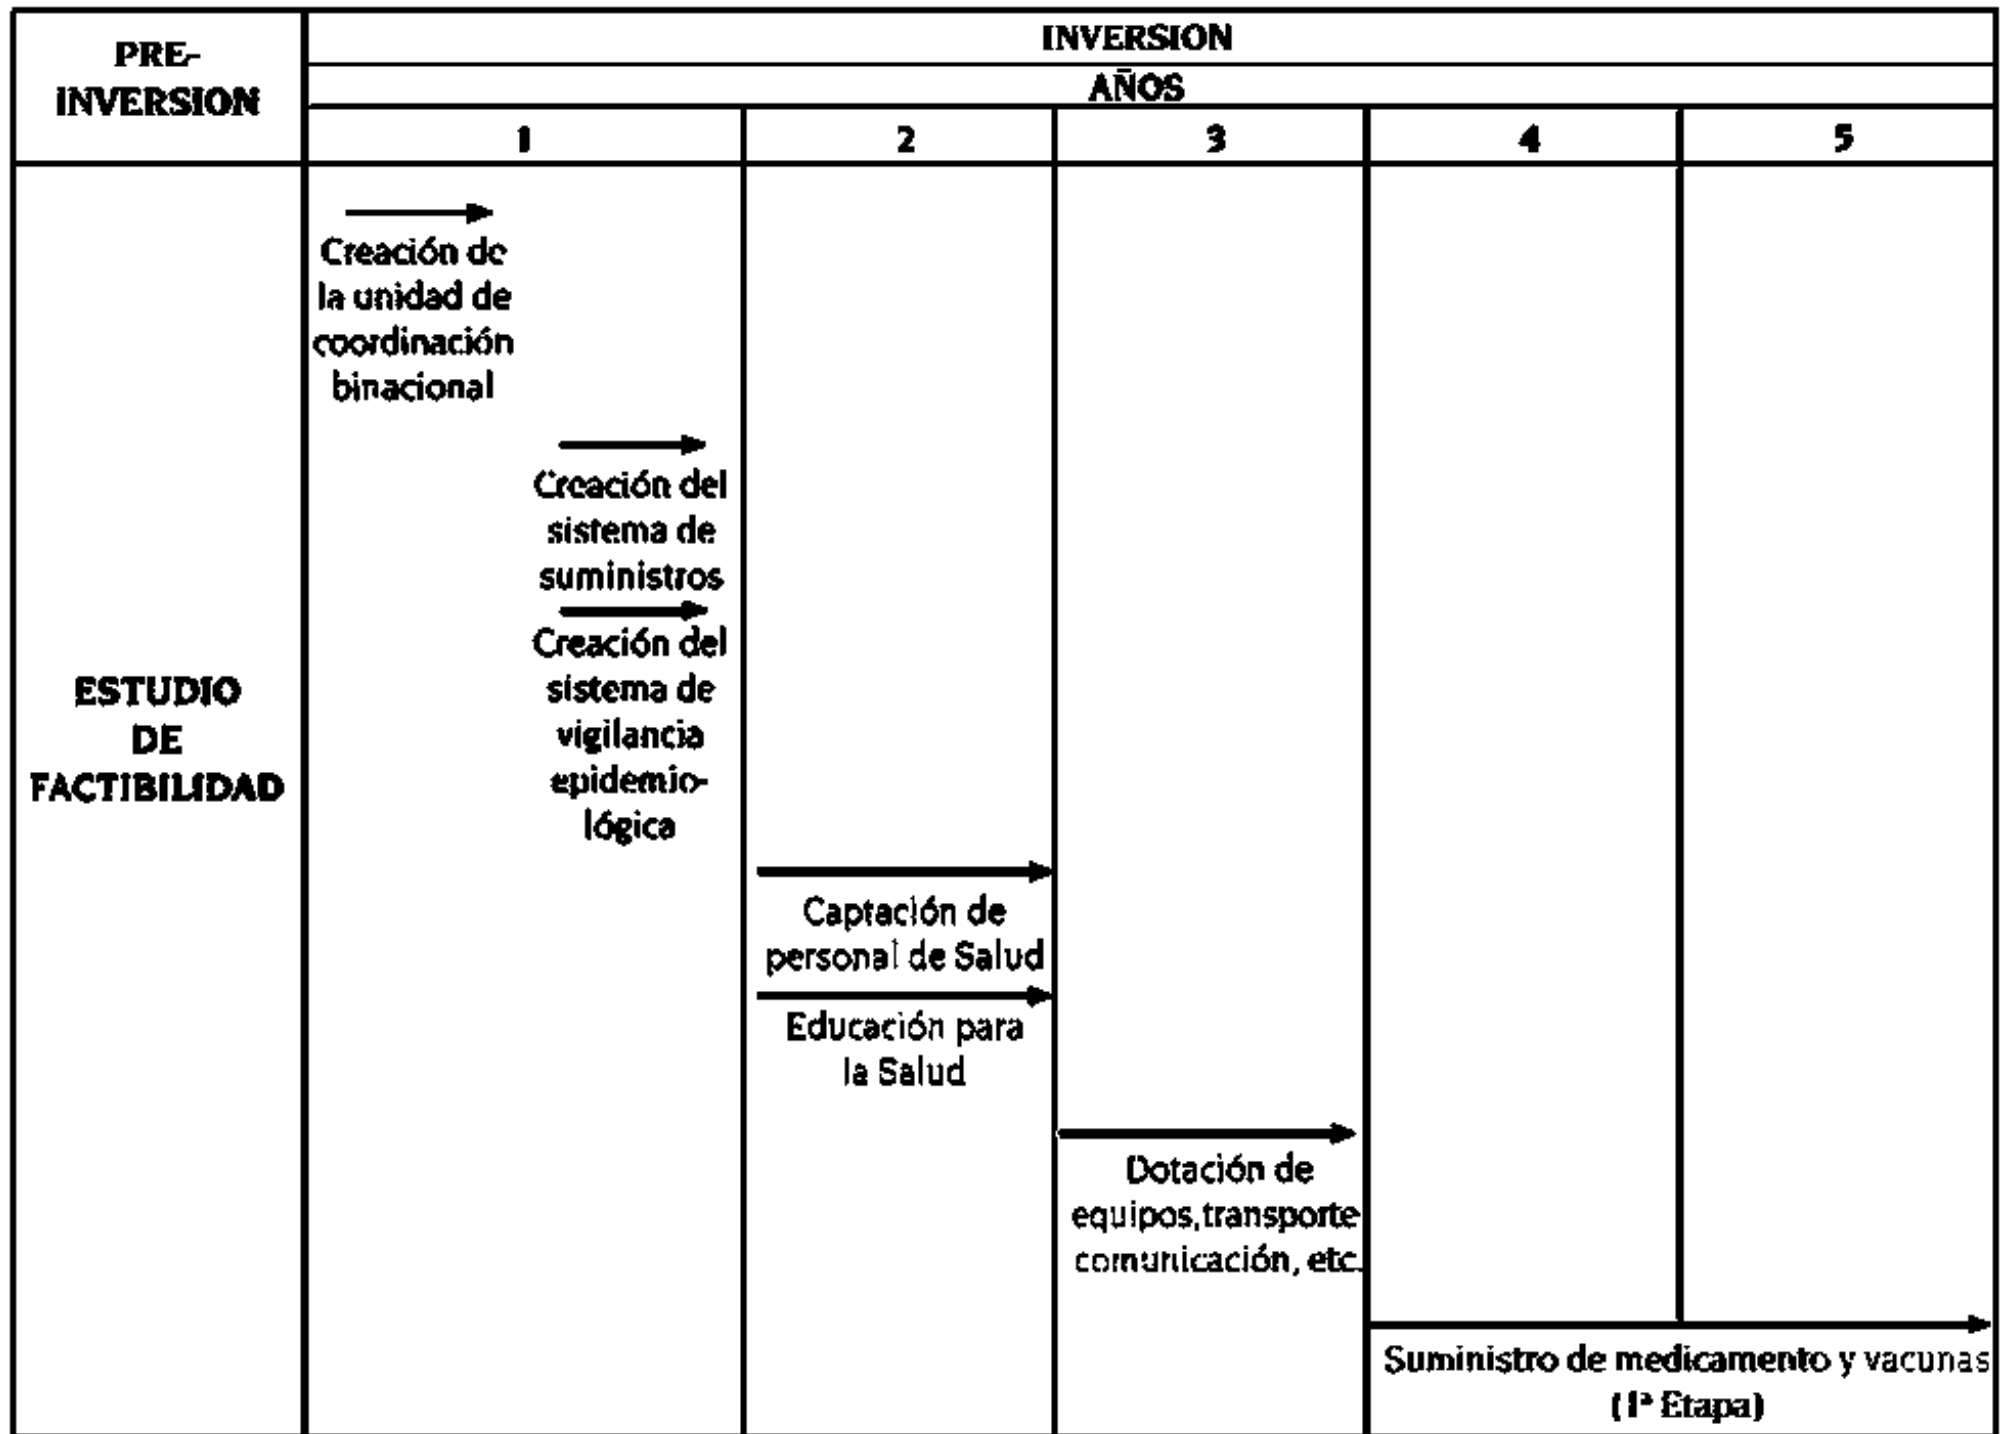 PRE-
INVERSION
INVERSION
AÑOS
1
2
3
4
5
ESTUDIO
DE
FACTIBILIDAD
Creación de
la unidad de
coordinación
binacional
Creación del
sistema de
suministros
Creación del
sistema de
vigilancia
epidemio-
lógica
Captación de
personal de Salud
Educación para
la Salud
Dotación de
equipos,transporte
comunicación, etc.
Suministro de medicamento y vacunas
(1ª Etapa)